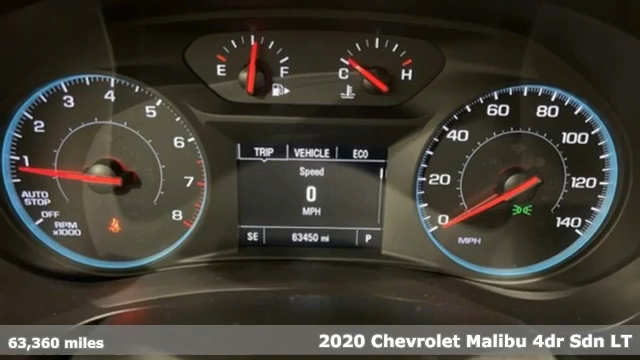 E F
C H
1 2 3 4 5 6 7 8
AUTO
STOP
OFF
RPM
x1000
TRIP VEHICLE ECO
Speed
0
MPH
SE 63450 mi P
0 20 40 60 80 100 120 140
MPH
63,360 miles
2020 Chevrolet Malibu 4dr Sdn LT